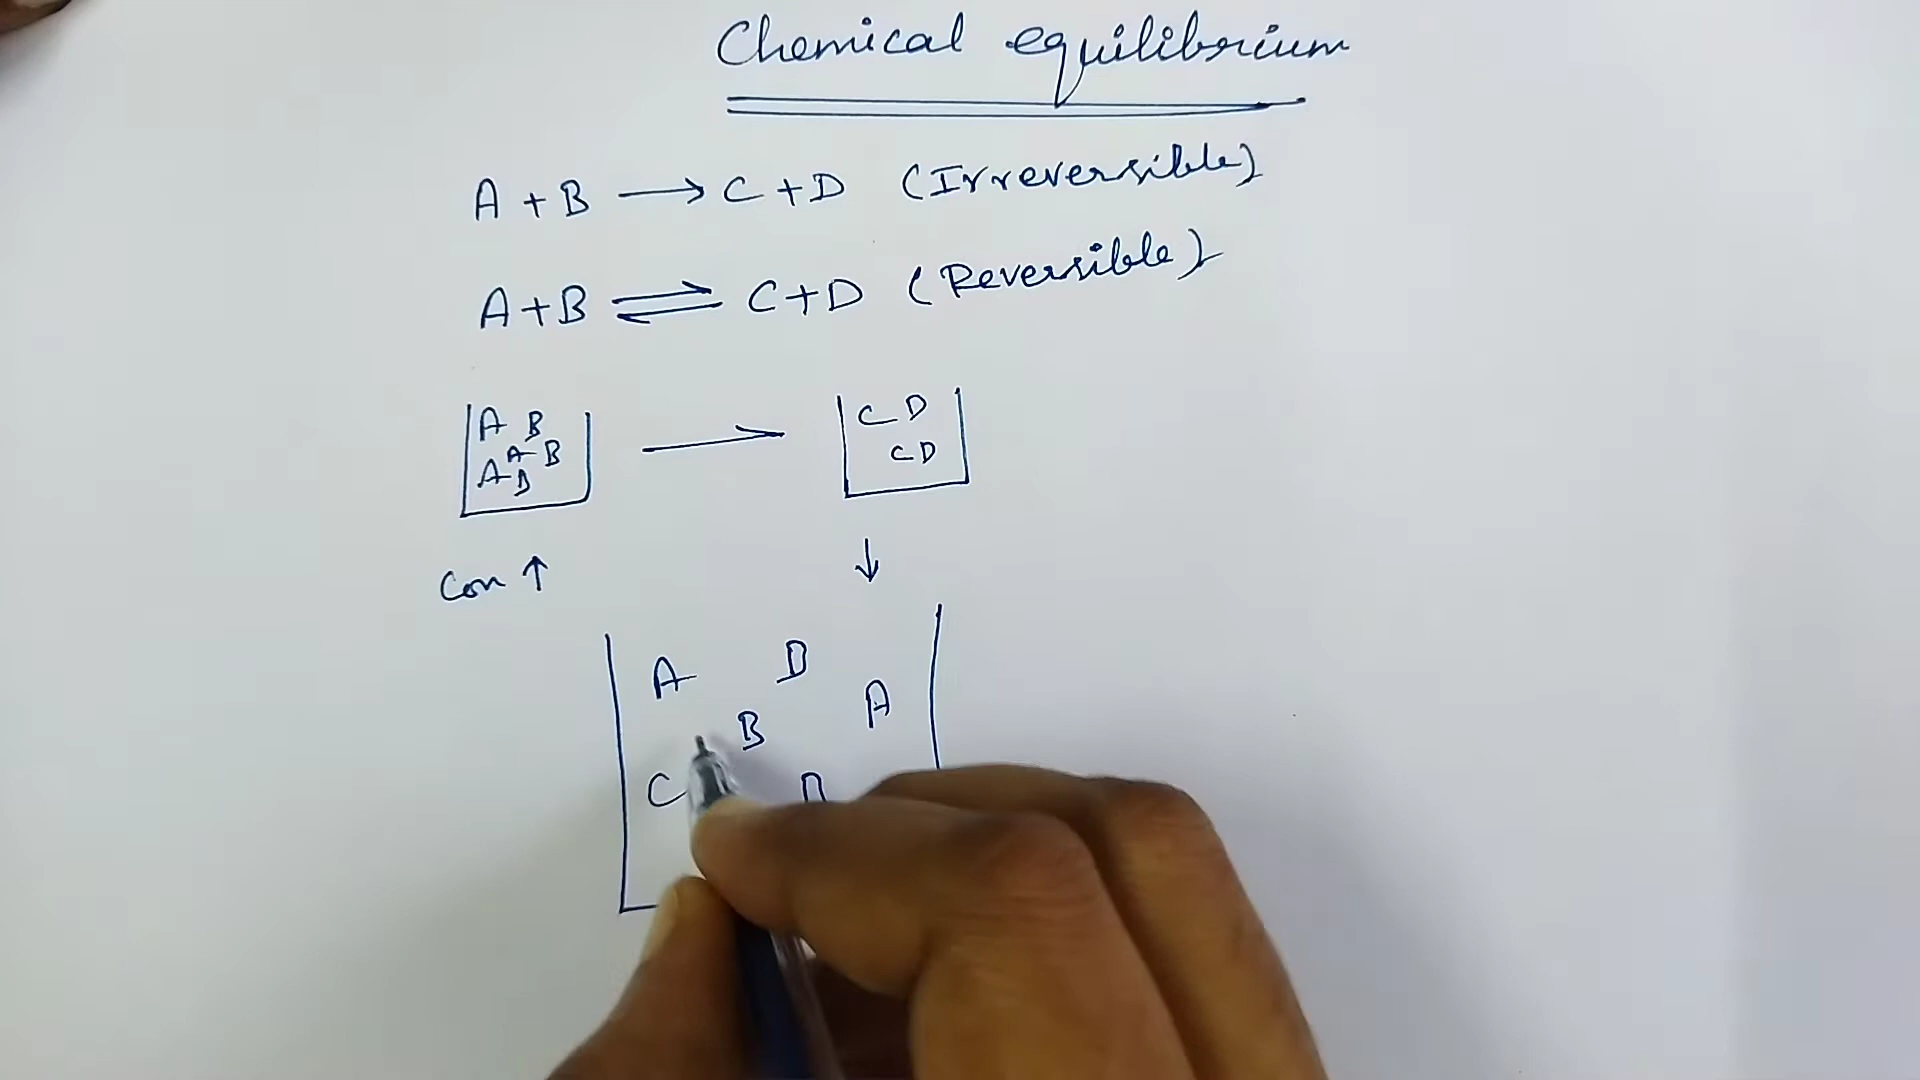 Chemical equilibrium
A + B → C + D (Irreversible)
A + B ⇌ C + D (Reversible)
A B → C D
A B C D
A B
Con ↑ ↓
A D
B A
C